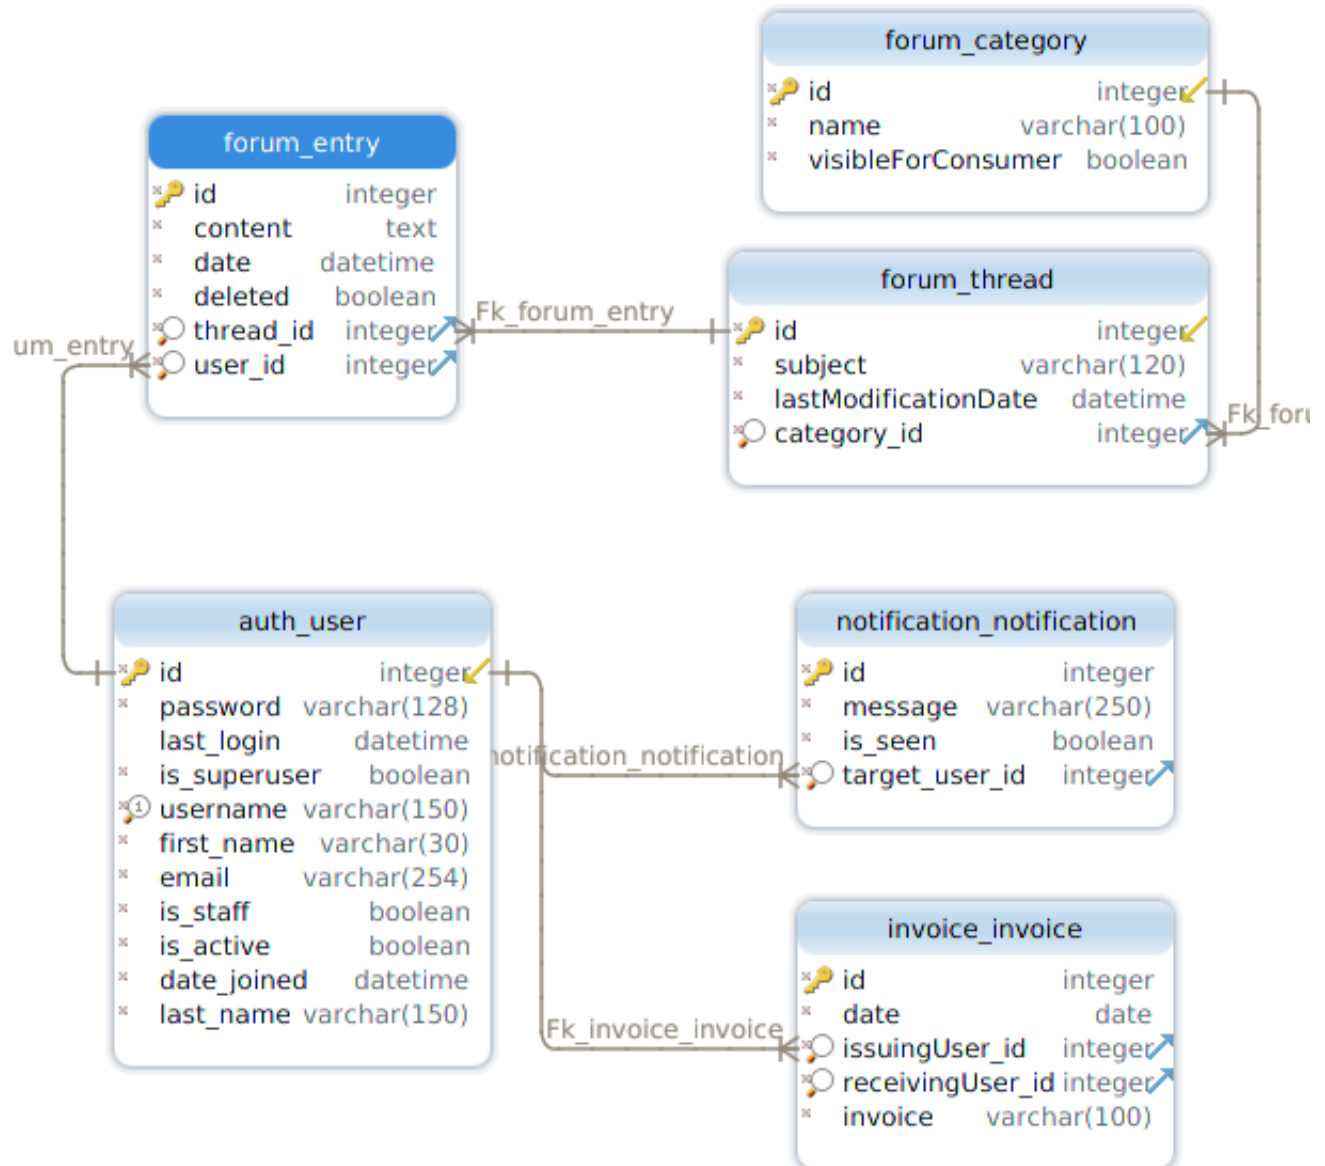 forum_category
id integer
name varchar(100)
visibleForConsumer boolean
forum_entry
id integer
content text
date datetime
deleted boolean
thread_id integer
user_id integer
um_entry
Fk_forum_entry
forum_thread
id integer
subject varchar(120)
lastModificationDate datetime
category_id integer
Fk_foru
auth_user
id integer
password varchar(128)
last_login datetime
is_superuser boolean
username varchar(150)
first_name varchar(30)
email varchar(254)
is_staff boolean
is_active boolean
date_joined datetime
last_name varchar(150)
notification_notification
notification_notification
id integer
message varchar(250)
is_seen boolean
target_user_id integer
Fk_invoice_invoice
invoice_invoice
id integer
date date
issuingUser_id integer
receivingUser_id integer
invoice varchar(100)